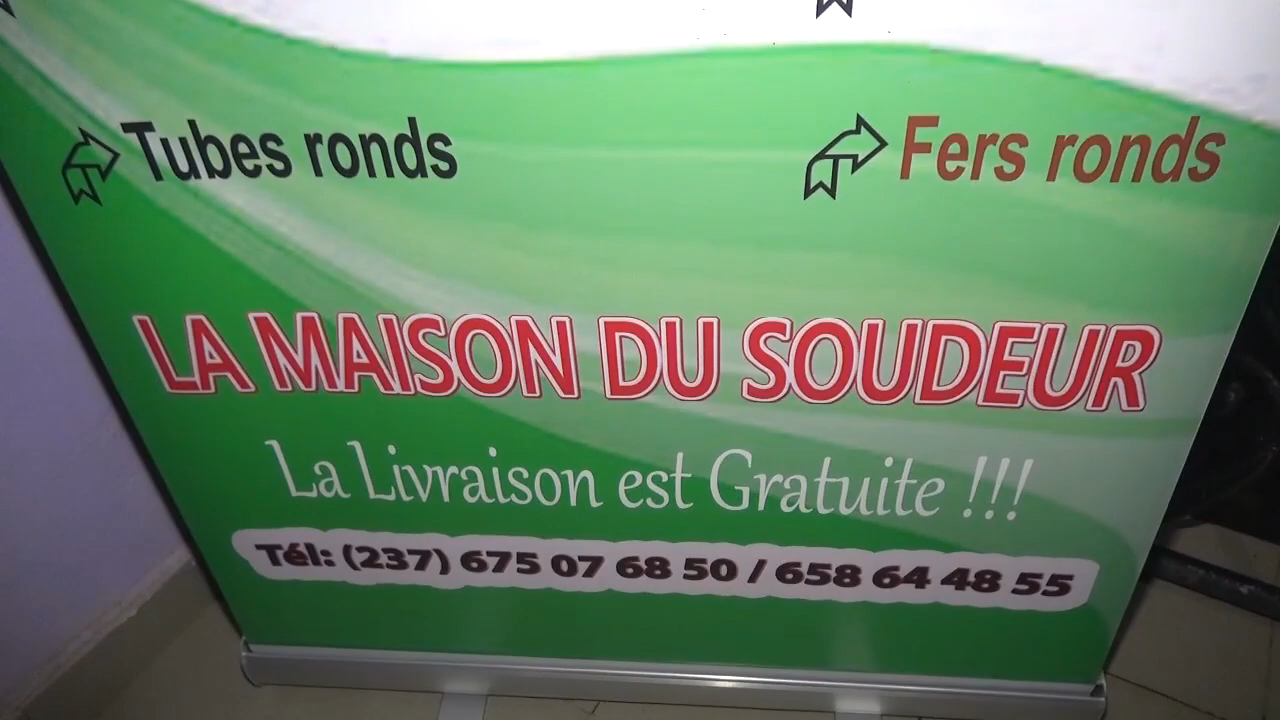 Tubes ronds
Fers ronds
LA MAISON DU SOUDEUR
La Livraison est Gratuite !!!
Tél: (237) 675 07 68 50 / 658 64 48 55